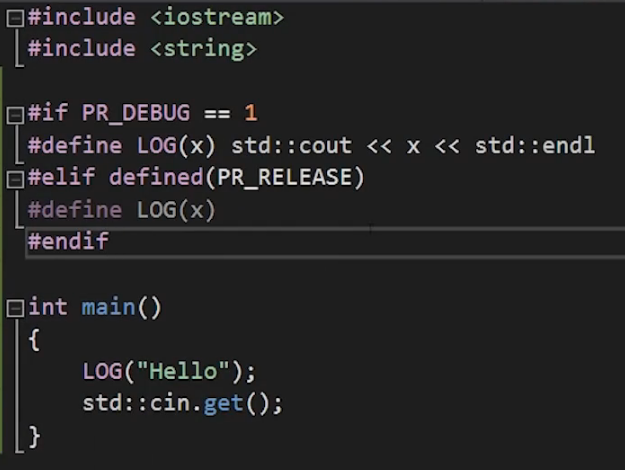 #include <iostream>
#include <string>
#if PR_DEBUG == 1
#define LOG(x) std::cout << x << std::endl
#elif defined(PR_RELEASE)
#define LOG(x)
#endif
int main()
{
    LOG("Hello");
    std::cin.get();
}